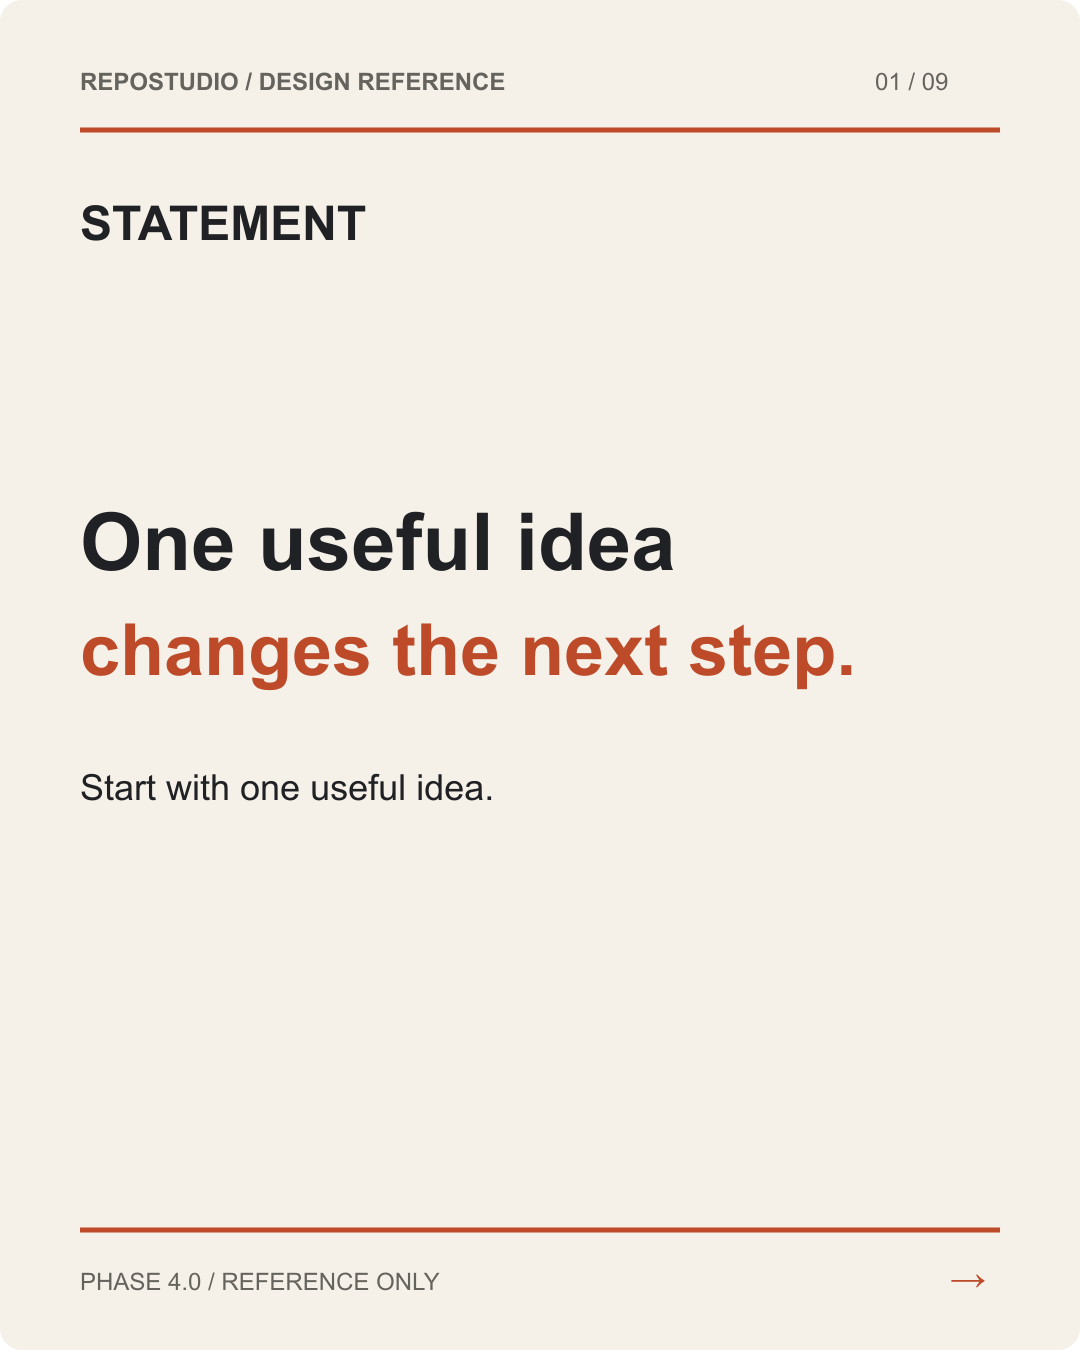 REPOSTUDIO / DESIGN REFERENCE 01 / 09
STATEMENT
One useful idea
changes the next step.
Start with one useful idea.
PHASE 4.0 / REFERENCE ONLY →